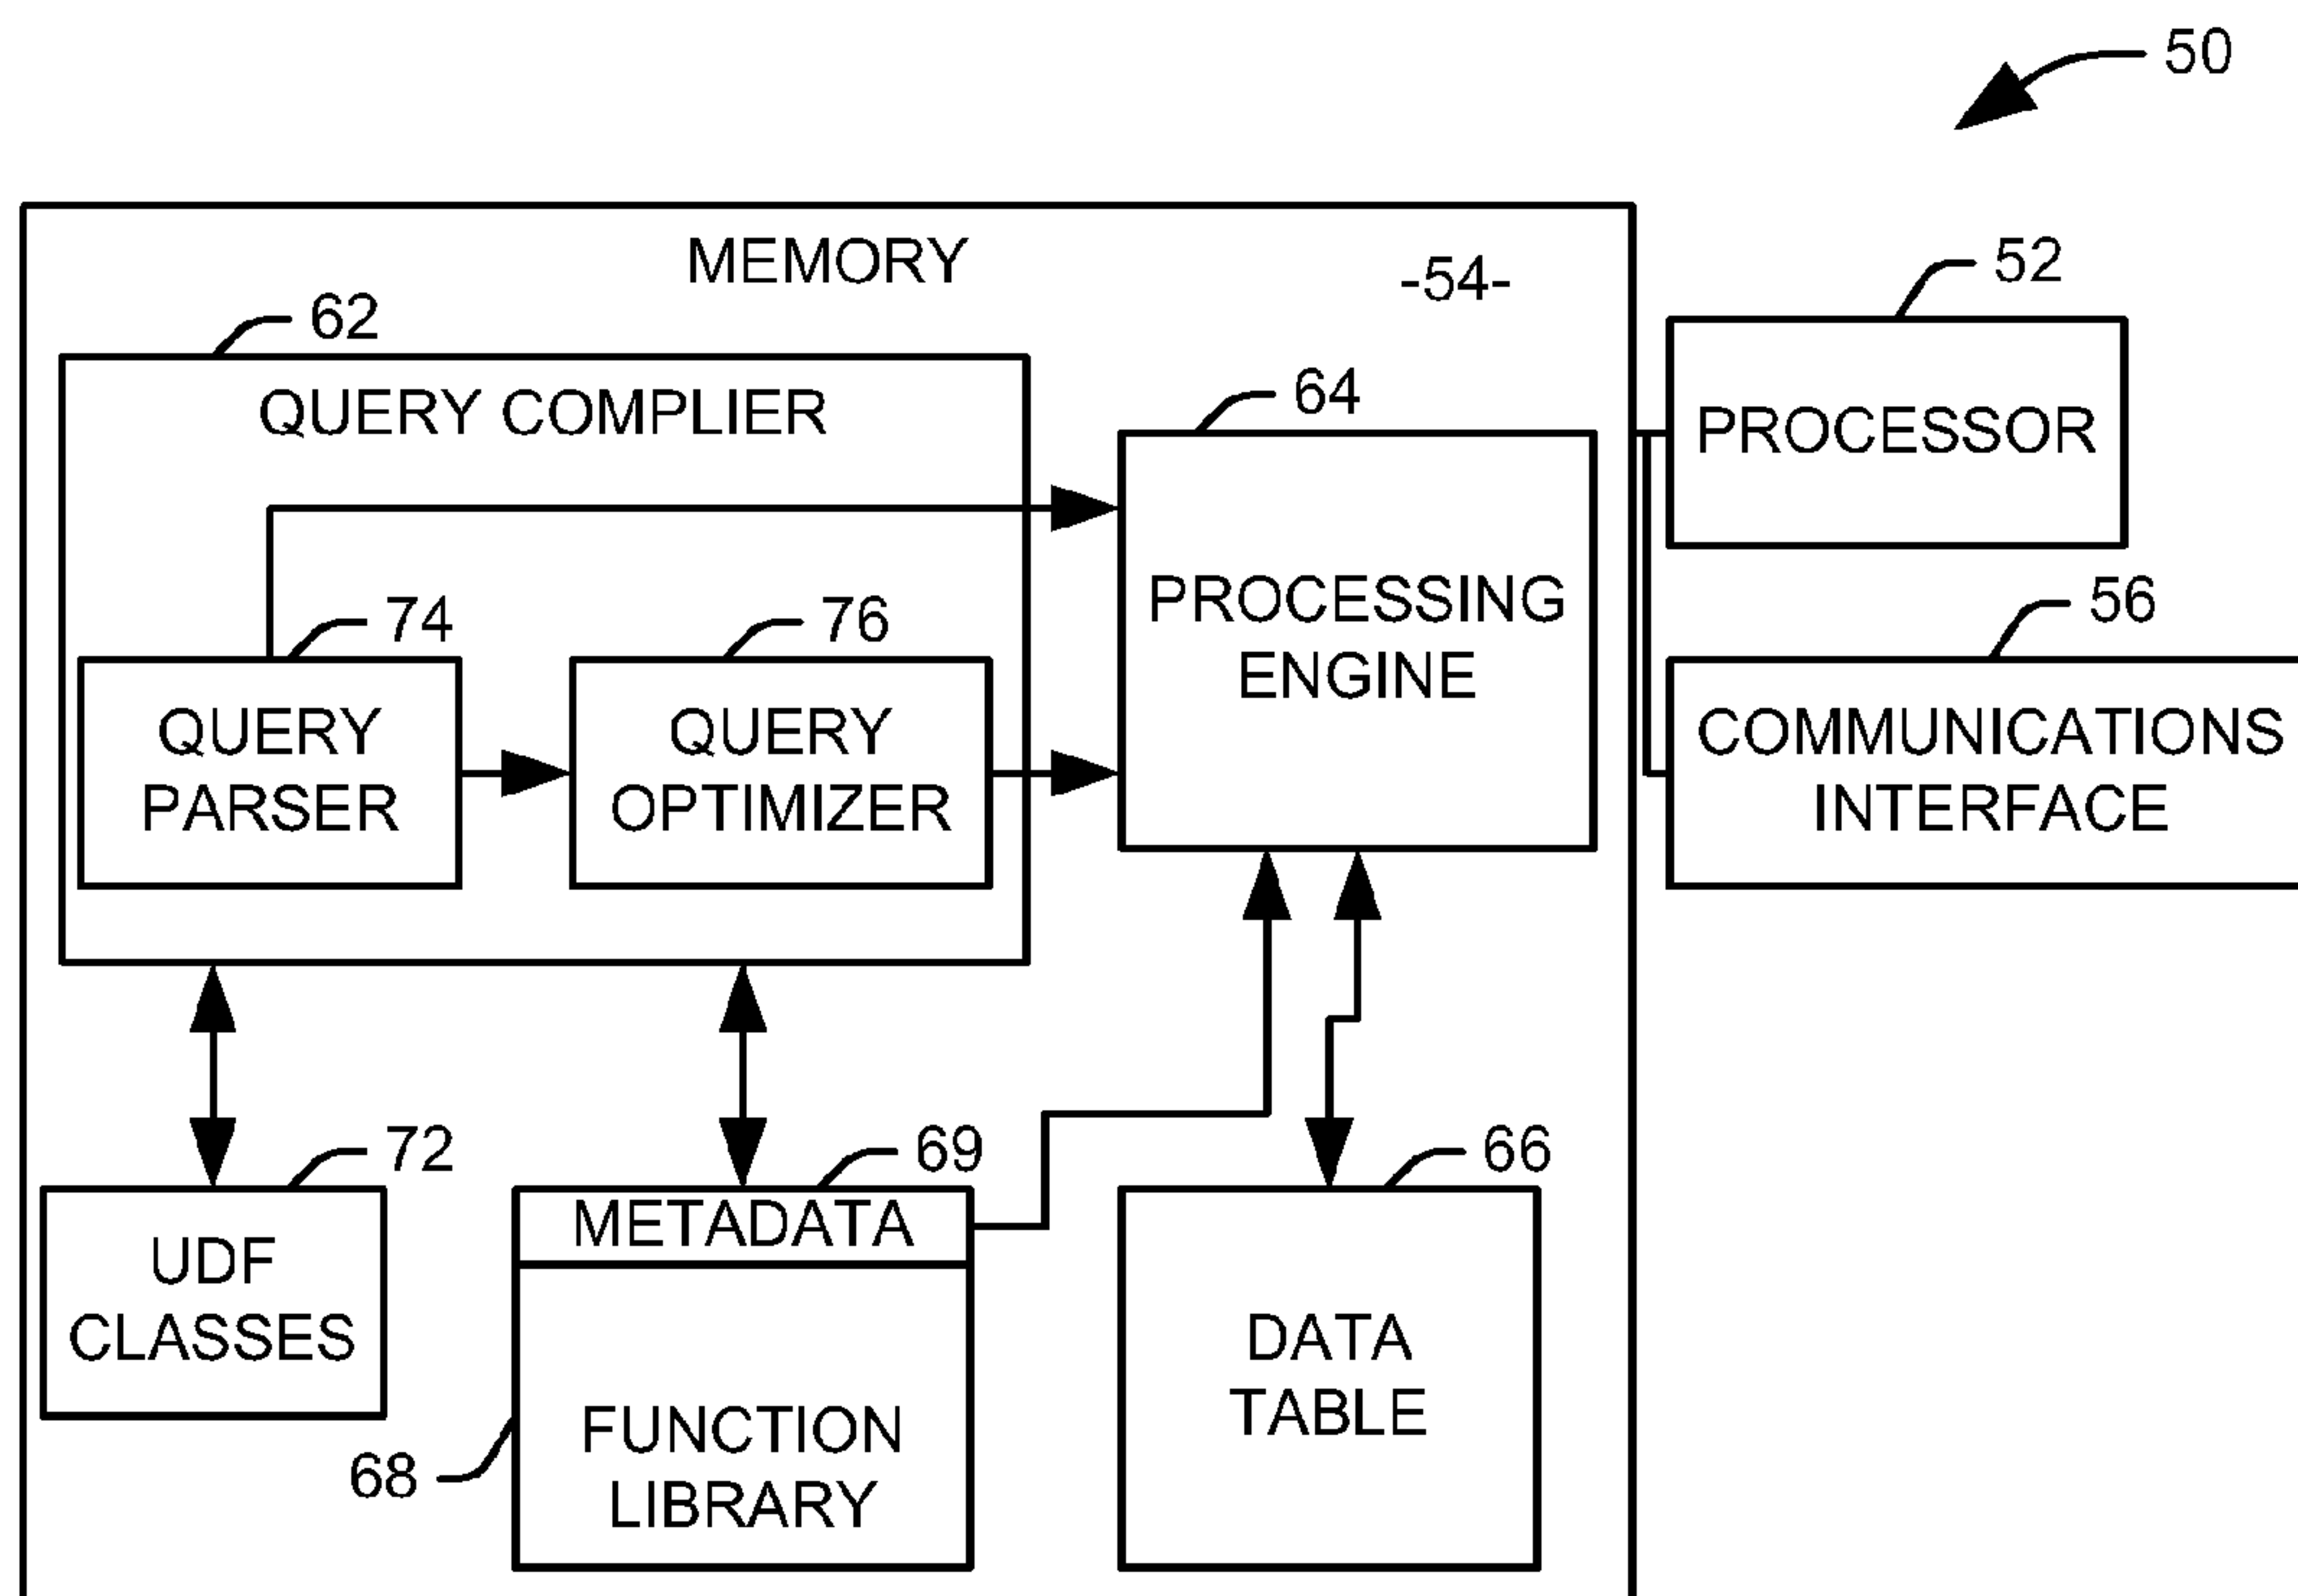 50
MEMORY
-54-
52
62
QUERY COMPLIER
64
PROCESSOR
PROCESSING
ENGINE
74
76
56
QUERY
PARSER
QUERY
OPTIMIZER
COMMUNICATIONS
INTERFACE
72
69
66
METADATA
UDF
CLASSES
DATA
TABLE
68
FUNCTION
LIBRARY